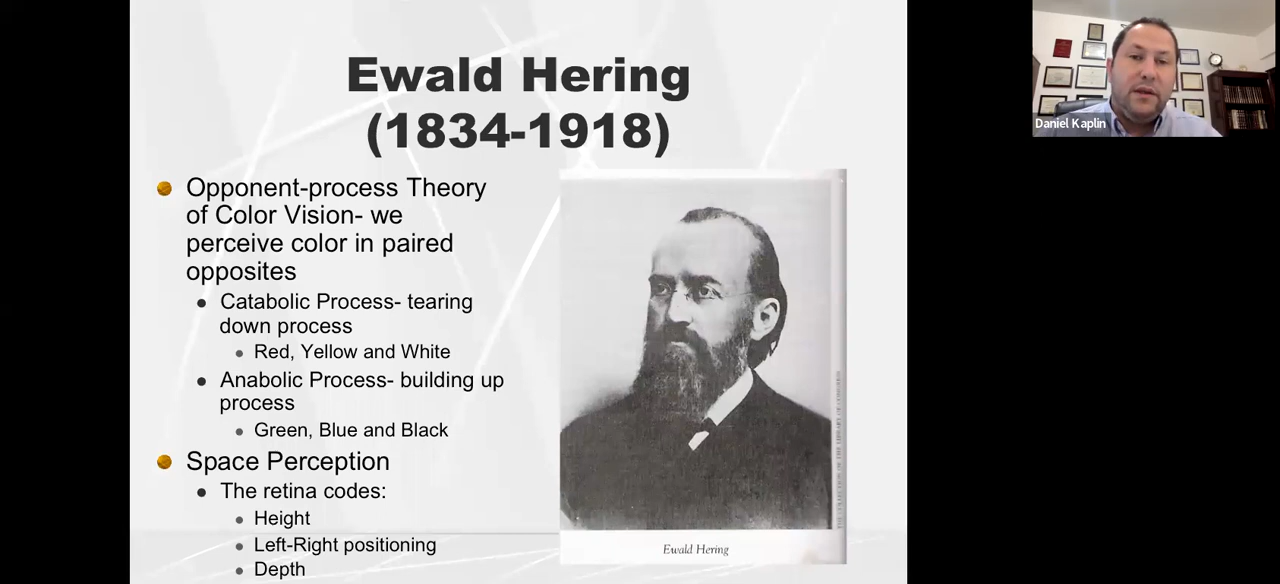 Ewald Hering
(1834-1918)
Opponent-process Theory
of Color Vision- we
perceive color in paired
opposites
Catabolic Process- tearing
down process
Red, Yellow and White
Anabolic Process- building up
process
Green, Blue and Black
Space Perception
The retina codes:
Height
Left-Right positioning
Depth
Ewald Hering
Daniel Kaplin